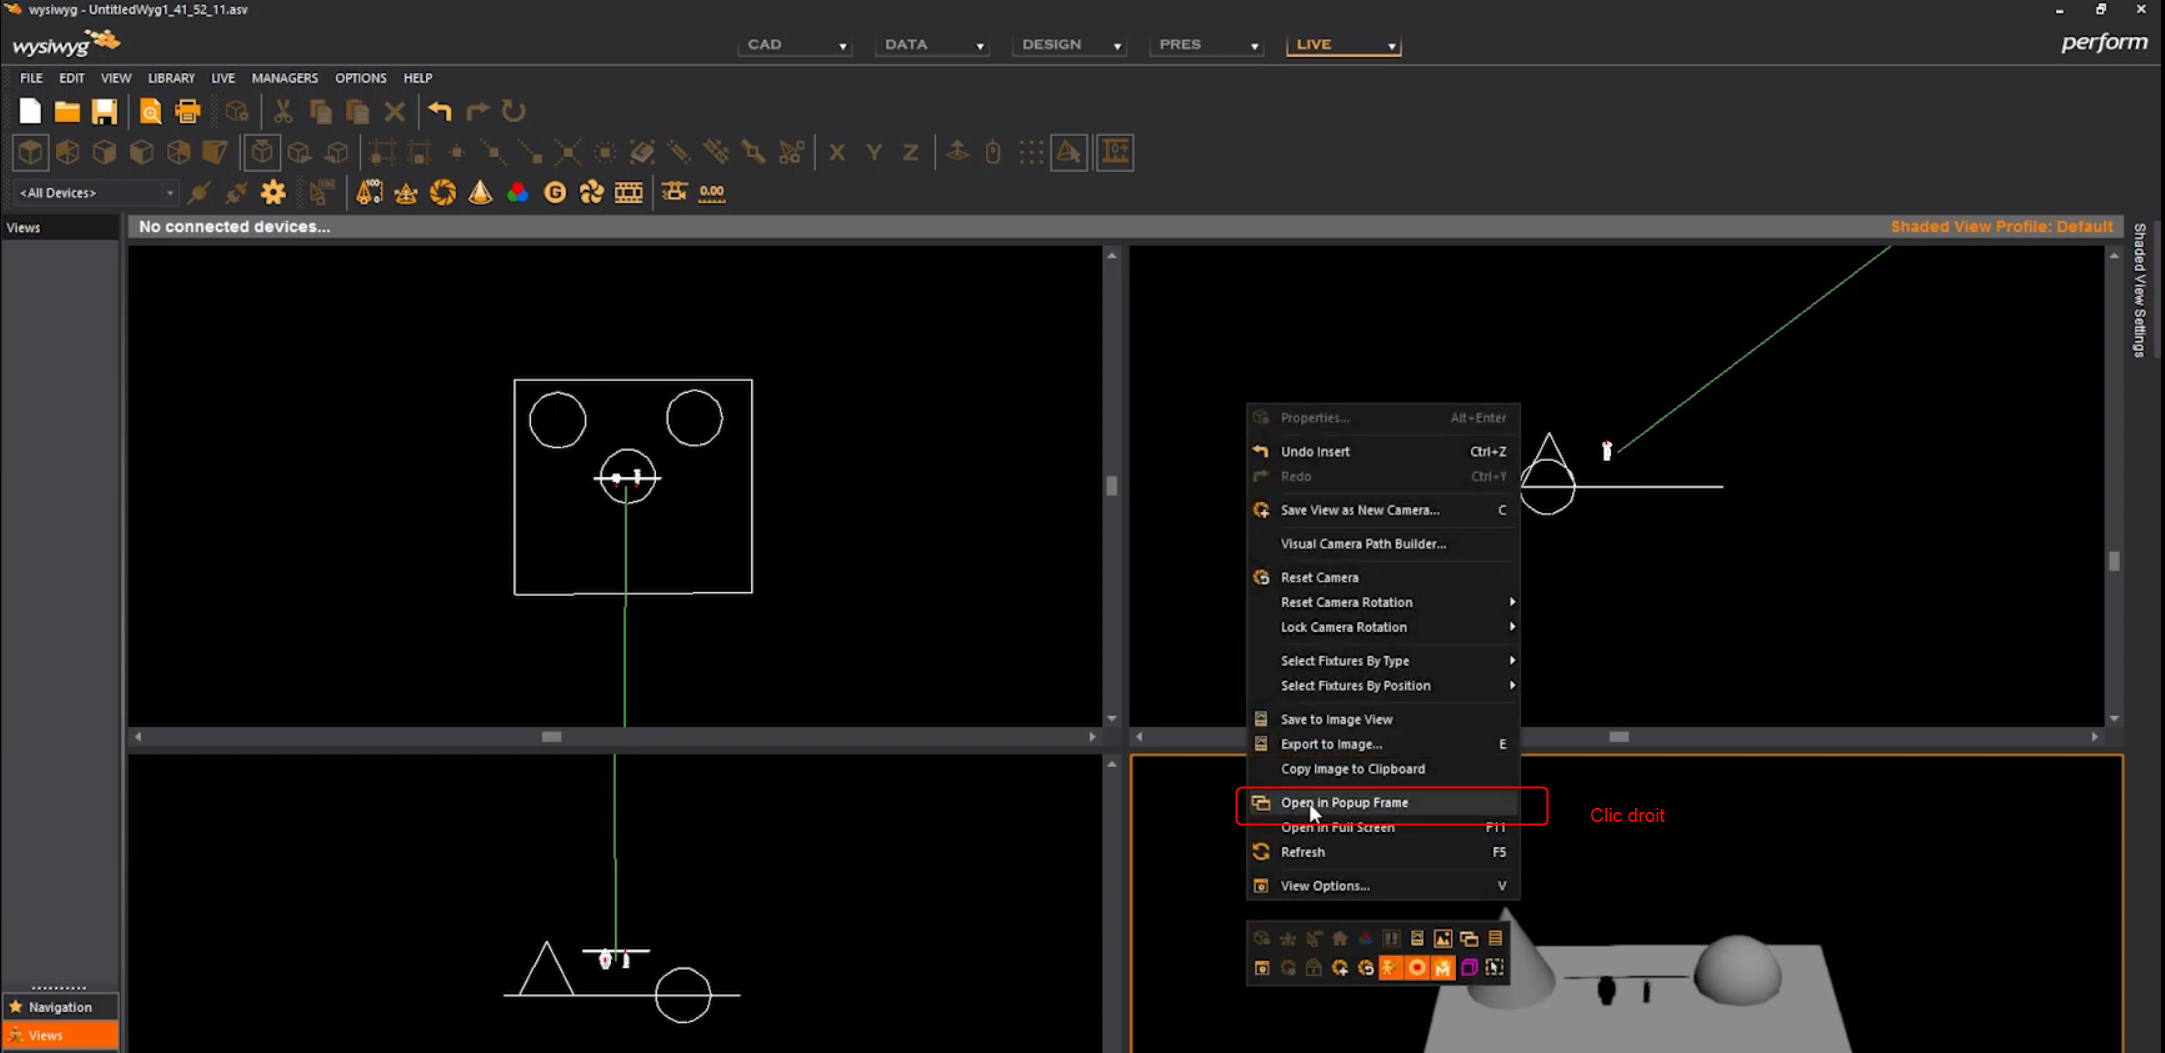 wysiwyg - UntitledWyg1_41_52_11.asv
wysiwyg
CAD
DATA
DESIGN
PRES
LIVE
perform
FILE EDIT VIEW LIBRARY LIVE MANAGERS OPTIONS HELP
X Y Z
<All Devices>
100
0
G
0.00
Views
No connected devices...
Shaded View Profile: Default
Shaded View Settings
Properties... Alt+Enter
Undo Insert Ctrl+Z
Redo Ctrl+Y
Save View as New Camera... C
Visual Camera Path Builder...
Reset Camera
Reset Camera Rotation
Lock Camera Rotation
Select Fixtures By Type
Select Fixtures By Position
Save to Image View
Export to Image... E
Copy Image to Clipboard
Open in Popup Frame
Clic droit
Open in Full Screen F11
Refresh F5
View Options... V
M
Navigation
Views